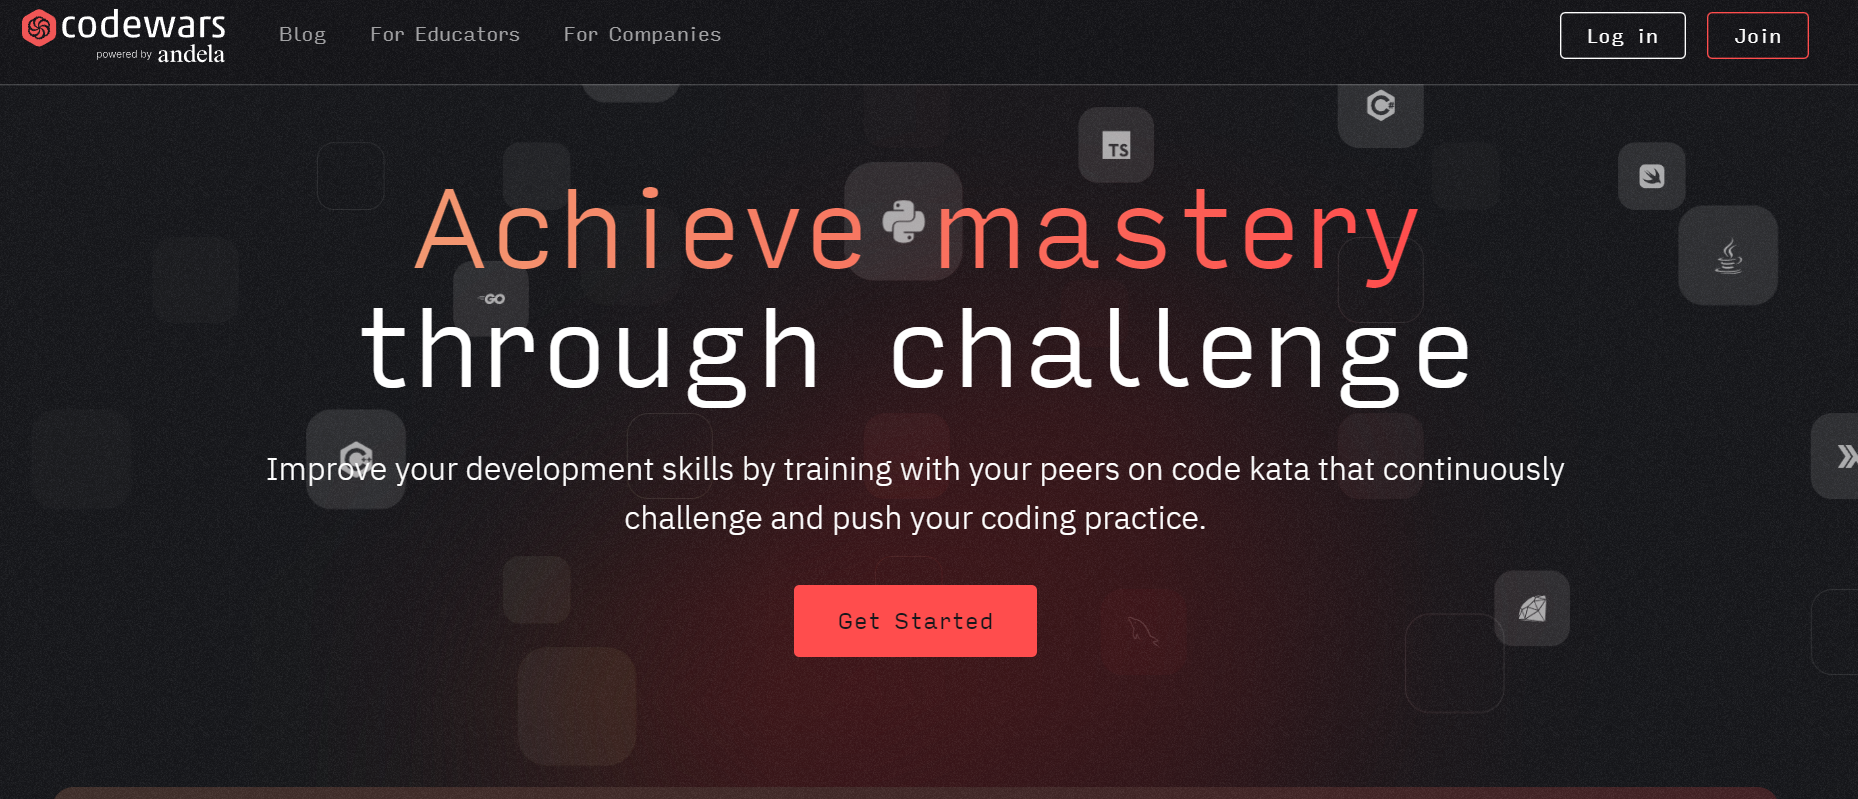 codewars
powered by andela
Blog
For Educators
For Companies
Log in
Join
TS
Achieve mastery
GO
through challenge
Improve your development skills by training with your peers on code kata that continuously
challenge and push your coding practice.
Get Started